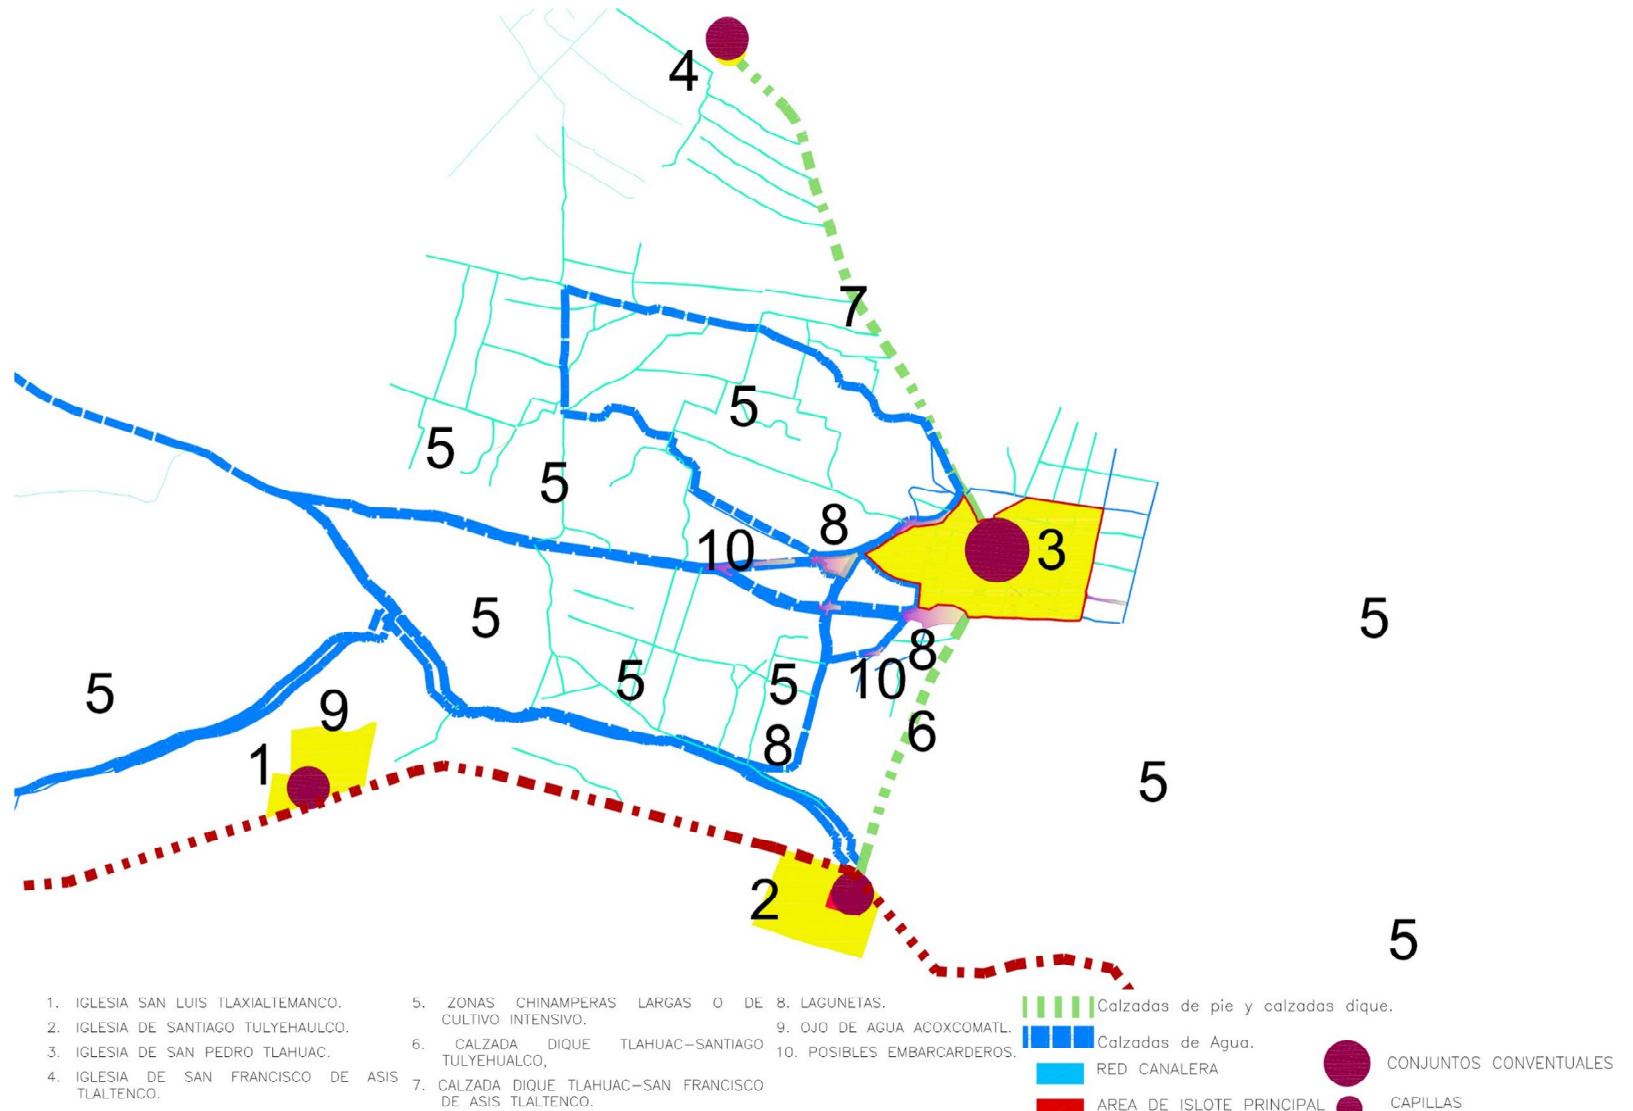 4
7
5
5
5
8
10
3
5
5
8
5
5
10
5
9
6
8
1
5
2
5
1. IGLESIA SAN LUIS TLAXIALTEMANCO.
2. IGLESIA DE SANTIAGO TULYEHAULCO.
3. IGLESIA DE SAN PEDRO TLAHUAC.
4. IGLESIA DE SAN FRANCISCO DE ASIS
TLALTENCO.
5. ZONAS CHINAMPERAS LARGAS O DE
CULTIVO INTENSIVO.
6. CALZADA DIQUE TLAHUAC-SANTIAGO
TULYEHUALCO,
7. CALZADA DIQUE TLAHUAC-SAN FRANCISCO
DE ASIS TLALTENCO.
8. LAGUNETAS.
9. OJO DE AGUA ACOXCOMATL.
10. POSIBLES EMBARCARDEROS.
Calzadas de pie y calzadas dique.
Calzadas de Agua.
RED CANALERA
AREA DE ISLOTE PRINCIPAL
CONJUNTOS CONVENTUALES
CAPILLAS